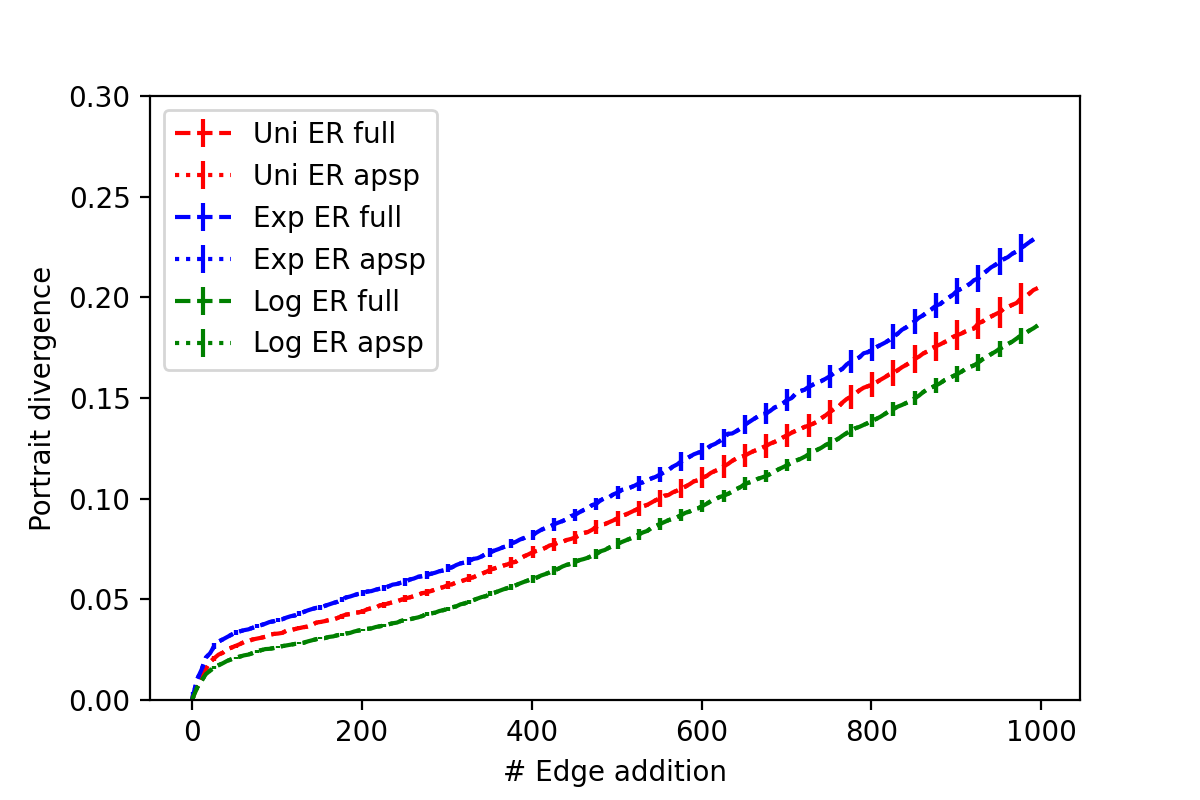 0.30
0.25
0.20
0.15
0.10
0.05
0.00
Portrait divergence
Uni ER full
Uni ER apsp
Exp ER full
Exp ER apsp
Log ER full
Log ER apsp
0 200 400 600 800 1000
# Edge addition